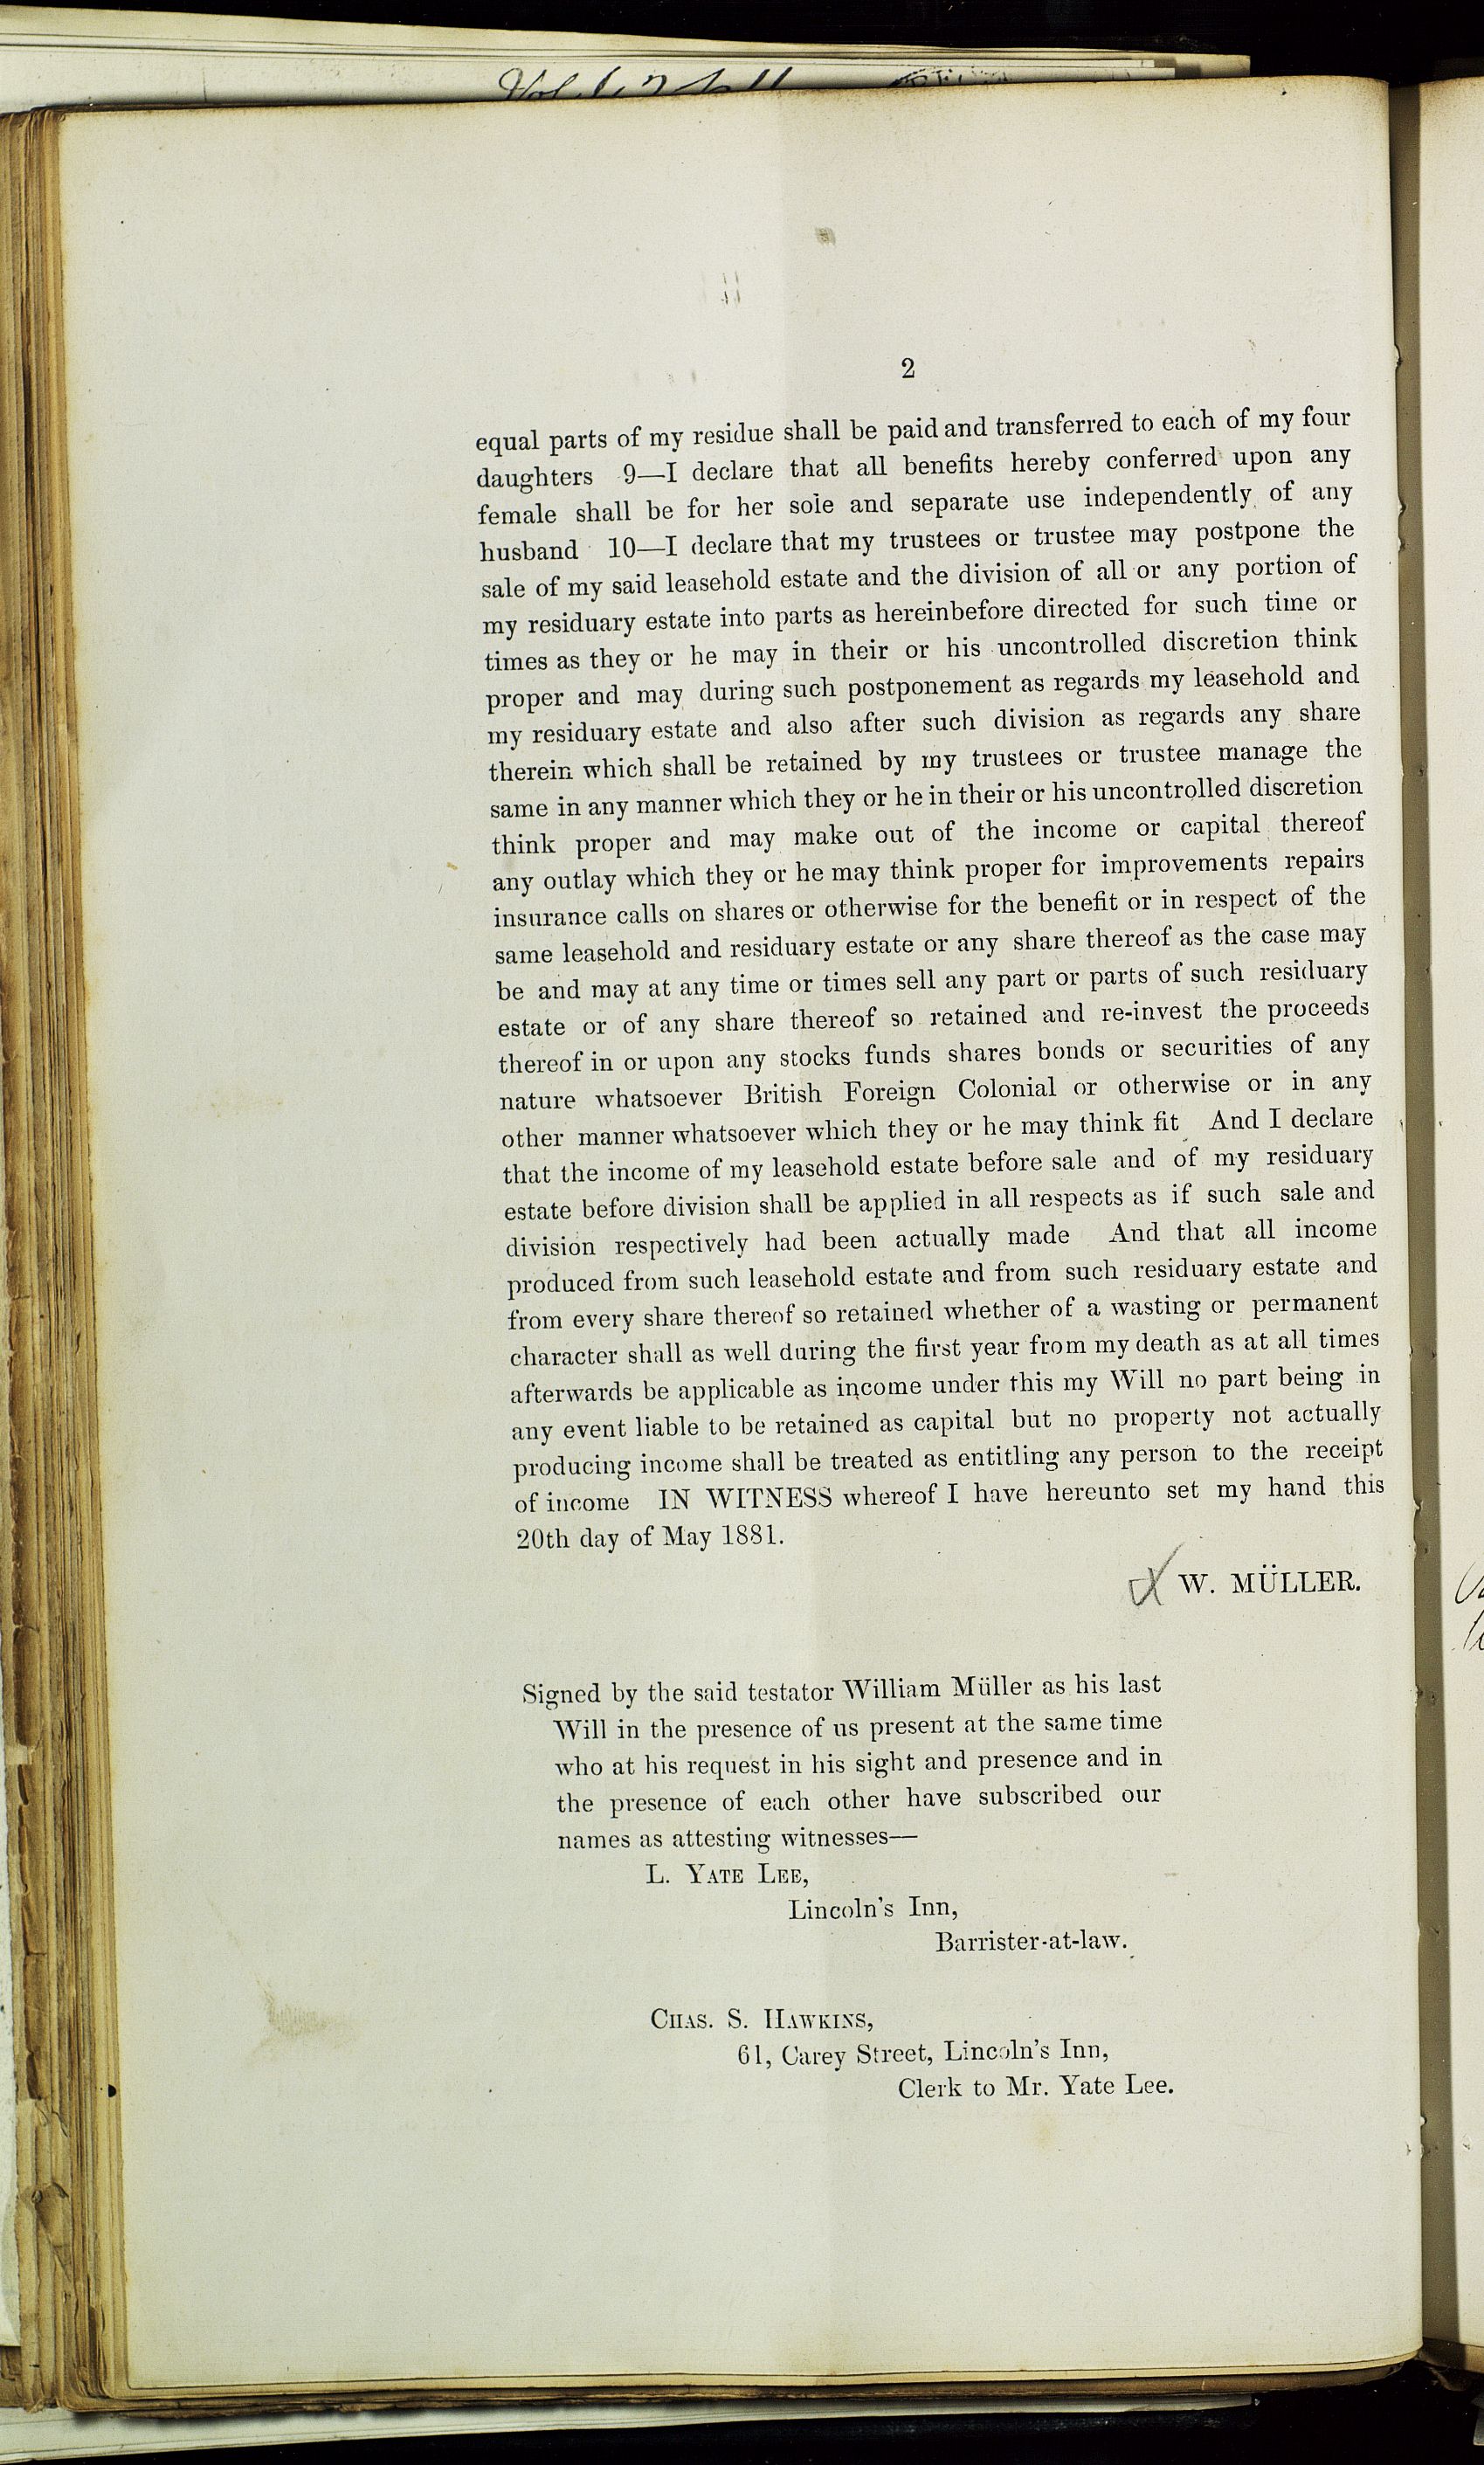 2
equal parts of my residue shall be paid and transferred to each of my four
daughters 9—I declare that all benefits hereby conferred upon any
female shall be for her sole and separate use independently of any
husband 10—I declare that my trustees or trustee may postpone the
sale of my said leasehold estate and the division of all or any portion of
my residuary estate into parts as hereinbefore directed for such time or
times as they or he may in their or his uncontrolled discretion think
proper and may during such postponement as regards my leasehold and
my residuary estate and also after such division as regards any share
therein which shall be retained by my trustees or trustee manage the
same in any manner which they or he in their or his uncontrolled discretion
think proper and may make out of the income or capital thereof
any outlay which they or he may think proper for improvements repairs
insurance calls on shares or otherwise for the benefit or in respect of the
same leasehold and residuary estate or any share thereof as the case may
be and may at any time or times sell any part or parts of such residuary
estate or of any share thereof so retained and re-invest the proceeds
thereof in or upon any stocks funds shares bonds or securities of any
nature whatsoever British Foreign Colonial or otherwise or in any
other manner whatsoever which they or he may think fit And I declare
that the income of my leasehold estate before sale and of my residuary
estate before division shall be applied in all respects as if such sale and
division respectively had been actually made And that all income
produced from such leasehold estate and from such residuary estate and
from every share thereof so retained whether of a wasting or permanent
character shall as well during the first year from my death as at all times
afterwards be applicable as income under this my Will no part being in
any event liable to be retained as capital but no property not actually
producing income shall be treated as entitling any person to the receipt
of income IN WITNESS whereof I have hereunto set my hand this
20th day of May 1881.
W. MÜLLER.
Signed by the said testator William Müller as his last
Will in the presence of us present at the same time
who at his request in his sight and presence and in
the presence of each other have subscribed our
names as attesting witnesses—
L. YATE LEE,
Lincoln's Inn,
Barrister-at-law.
CHAS. S. HAWKINS,
61, Carey Street, Lincoln's Inn,
Clerk to Mr. Yate Lee.